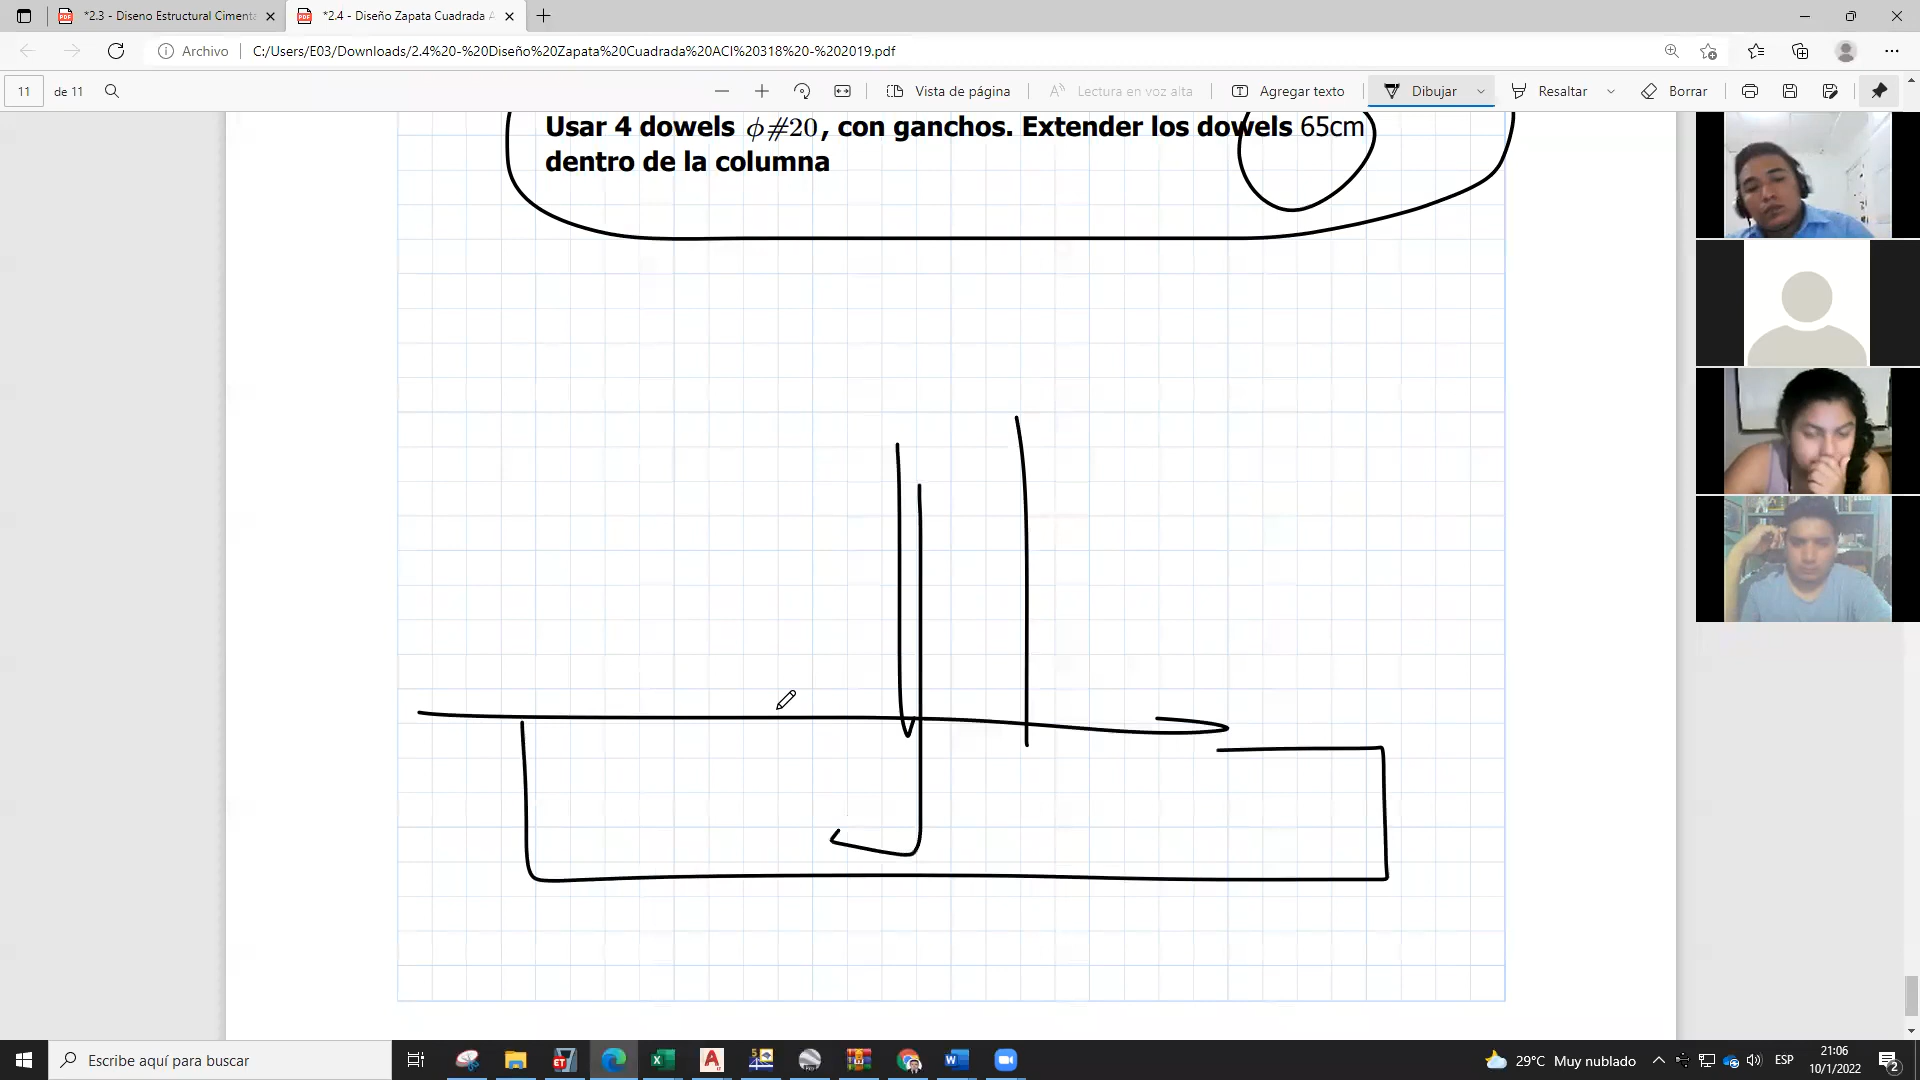 *2.3 - Diseno Estructural Ciment
*2.4 - Diseño Zapata Cuadrada A
Archivo
C:/Users/E03/Downloads/2.4%20-%20Diseño%20Zapata%20Cuadrada%20ACI%20318%20-%202019.pdf
11 de 11
Vista de página
Lectura en voz alta
Agregar texto
Dibujar
Resaltar
Borrar
Usar 4 dowels ϕ#20, con ganchos. Extender los dowels 65cm
dentro de la columna
Escribe aquí para buscar
29°C Muy nublado
ESP
21:06
10/1/2022
2